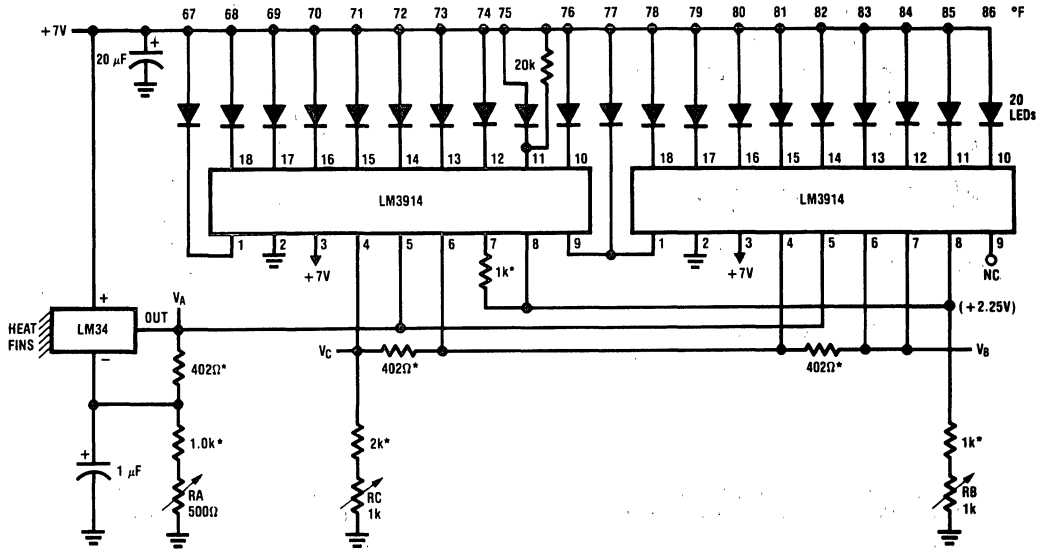 67 68 69 70 71 72 73 74 75 76 77 78 79 80 81 82 83 84 85 86 °F
+7V
+
20 μF
20k
20
LEDs
18 17 16 15 14 13 12 11 10
18 17 16 15 14 13 12 11 10
LM3914
LM3914
1 2 3 4 5 6 7 8 9
1 2 3 4 5 6 7 8 9
+7V
1k*
+7V
NC
VA
+
OUT
(+2.25V)
HEAT
FINS
LM34
–
VC
VB
402Ω*
402Ω*
402Ω*
1.0k*
2k*
1k*
+
1 μF
RA
500Ω
RC
1k
RB
1k